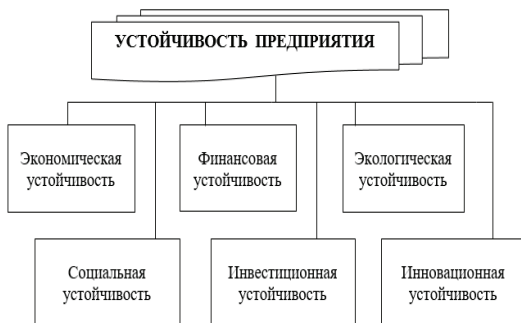 УСТОЙЧИВОСТЬ ПРЕДПРИЯТИЯ
Экономическая
устойчивость
Финансовая
устойчивость
Экологическая
устойчивость
Социальная
устойчивость
Инвестиционная
устойчивость
Инновационная
устойчивость